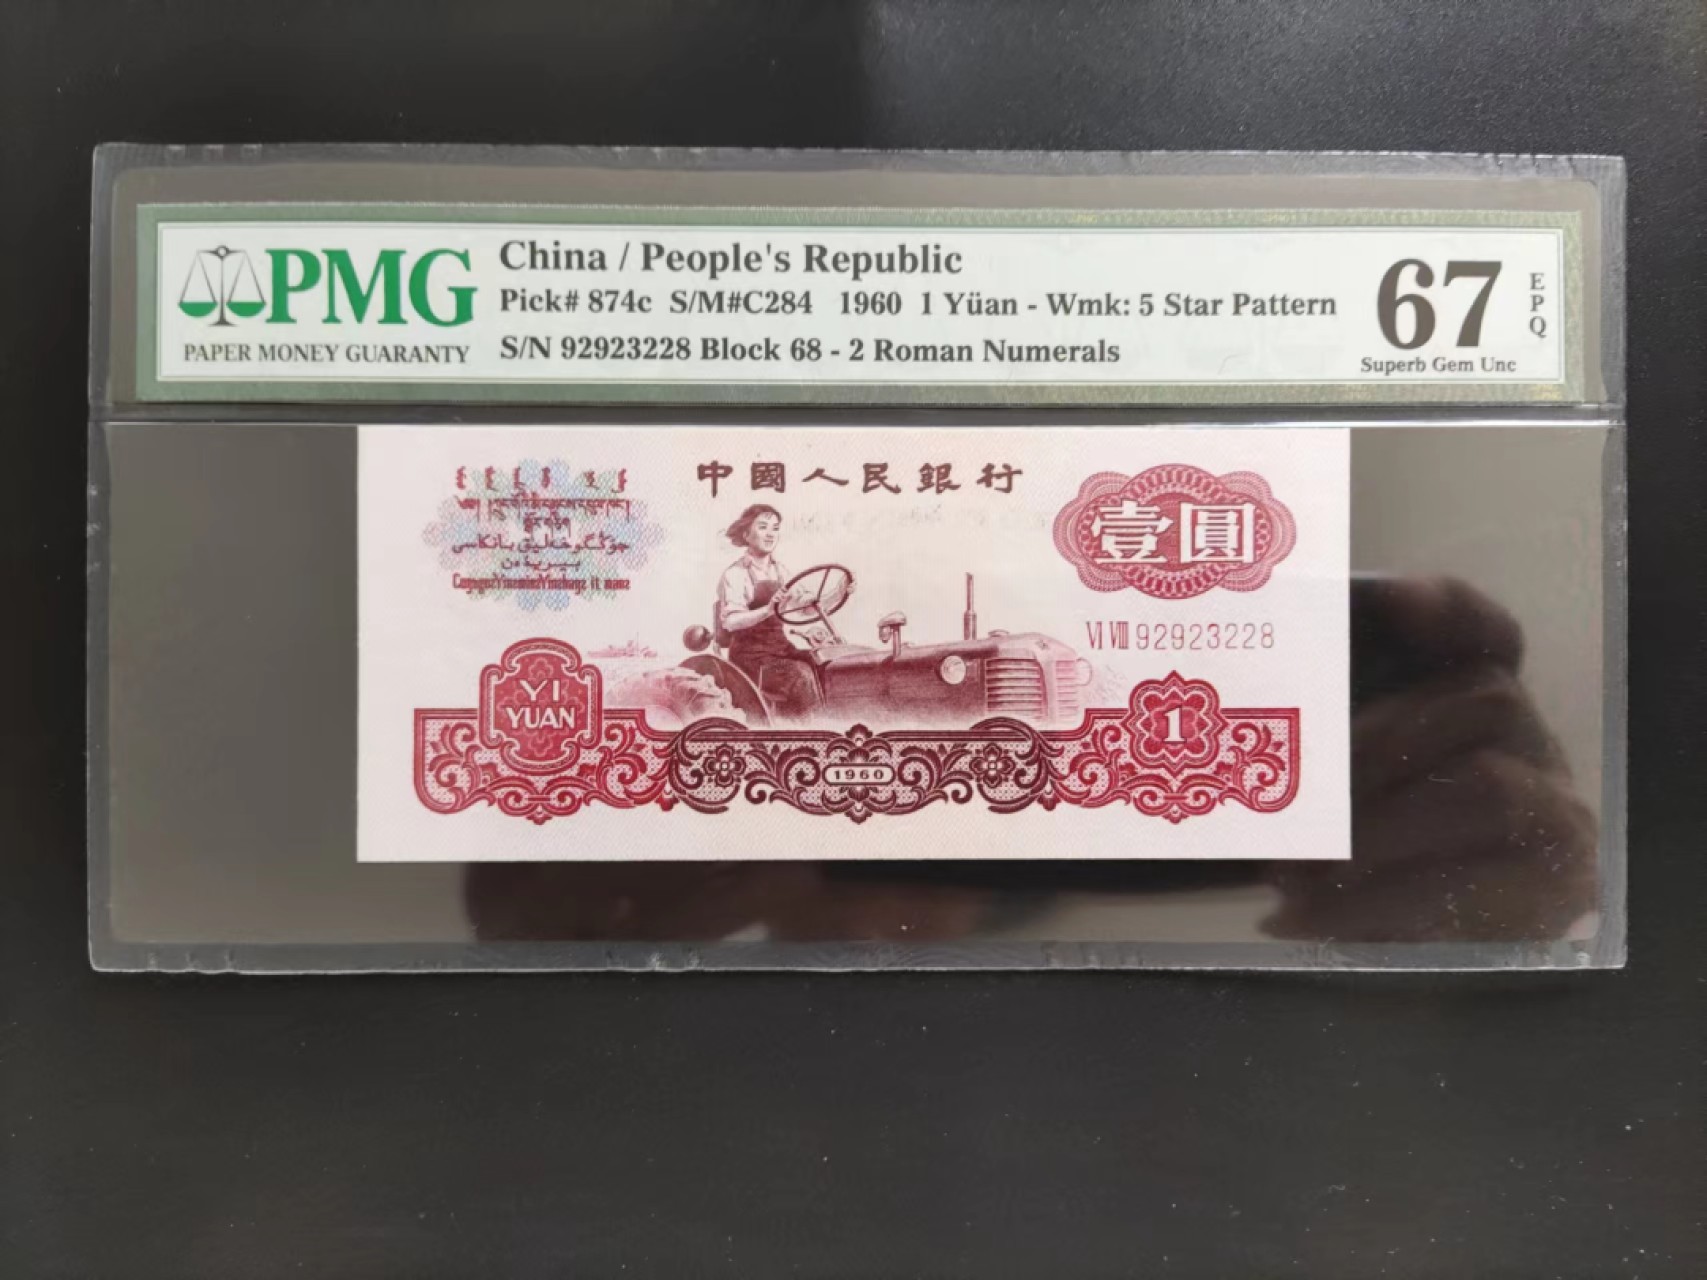 PMG
PAPER MONEY GUARANTY
China / People's Republic
Pick# 874c S/M#C284 1960 1 Yüan - Wmk: 5 Star Pattern
S/N 92923228 Block 68 - 2 Roman Numerals
67
EPQ
Superb Gem Unc
中國人民銀行
壹圓
VI VIII 92923228
YI
YUAN
1960
1